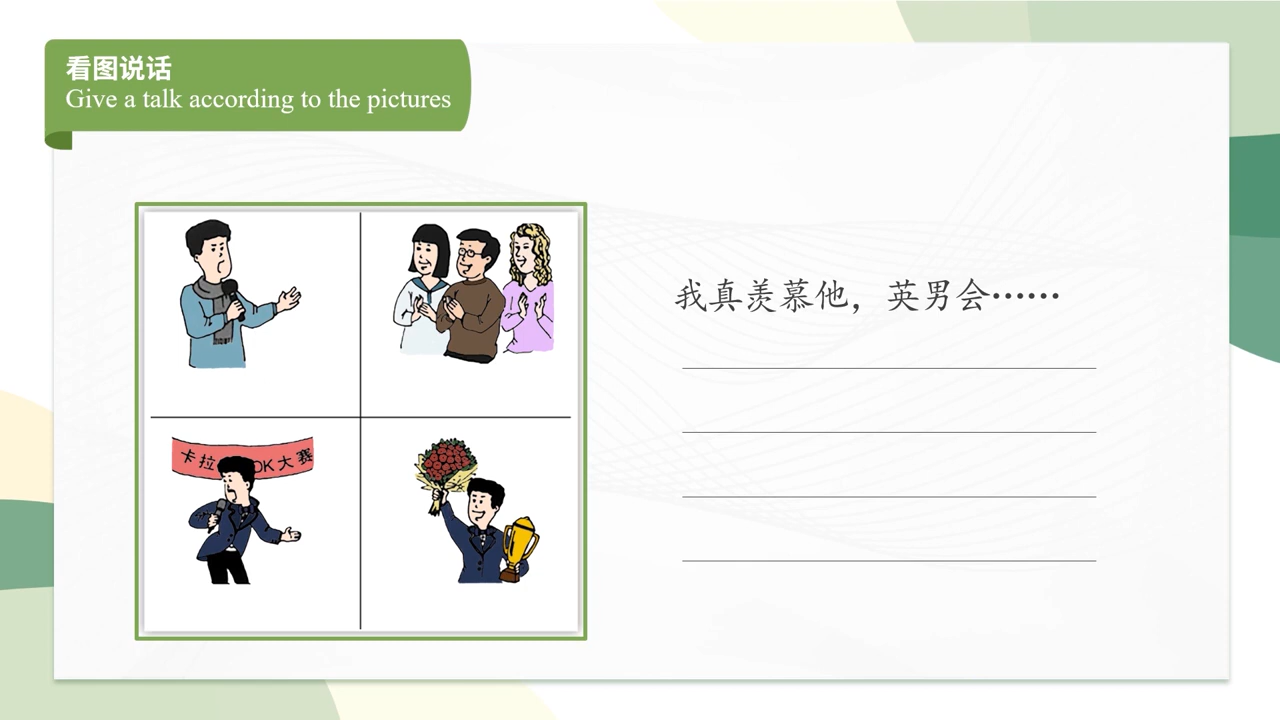 看图说话
Give a talk according to the pictures
我真羡慕他，英男会……
卡拉OK大赛